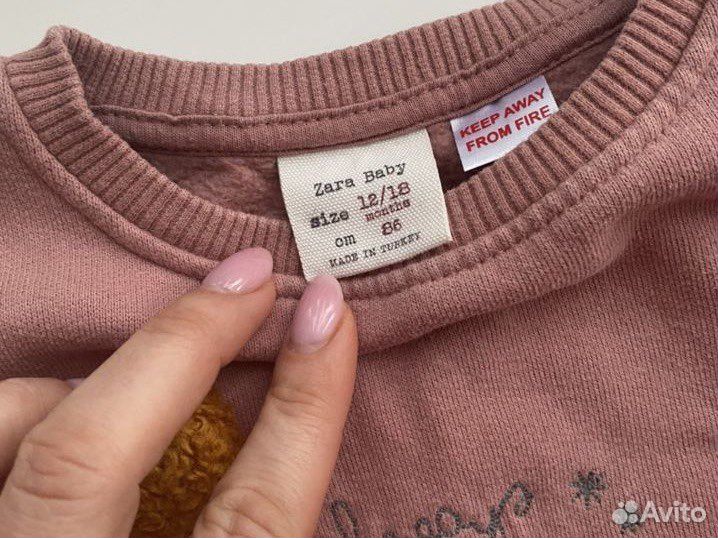 KEEP AWAY
FROM FIRE
Zara Baby
size 12/18
months
cm 86
MADE IN TURKEY
Avito